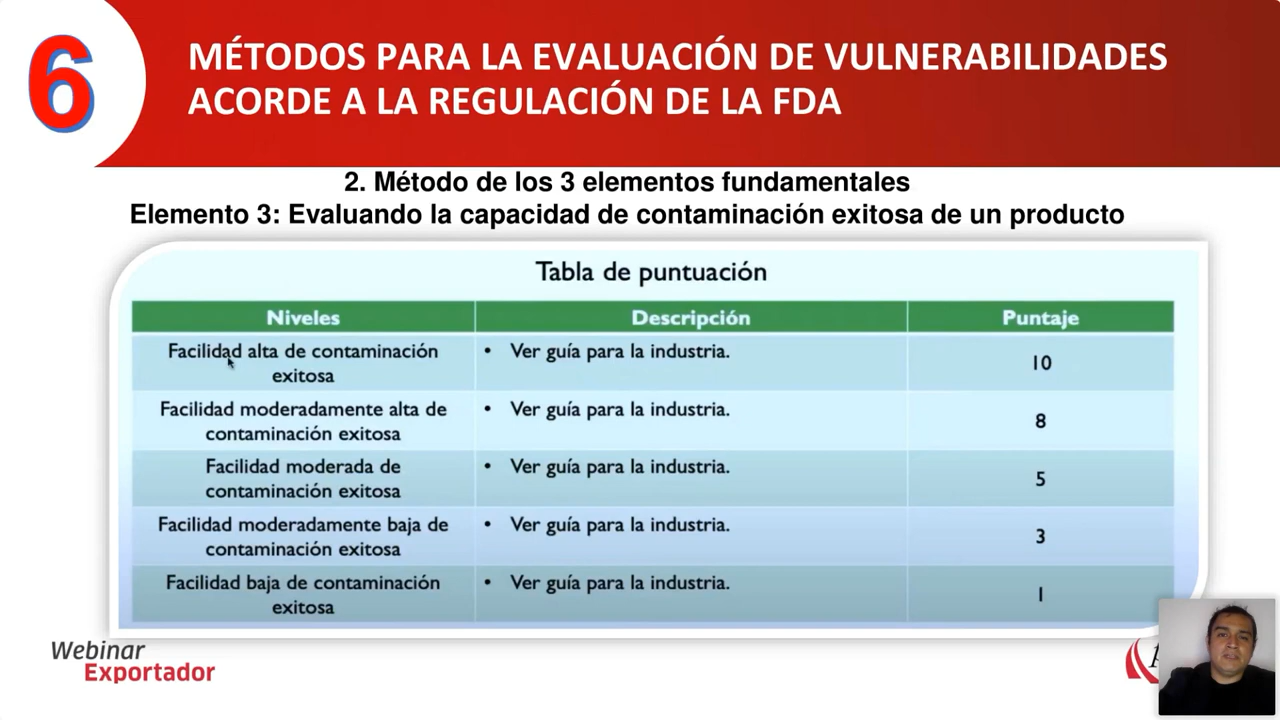 6
MÉTODOS PARA LA EVALUACIÓN DE VULNERABILIDADES
ACORDE A LA REGULACIÓN DE LA FDA
2. Método de los 3 elementos fundamentales
Elemento 3: Evaluando la capacidad de contaminación exitosa de un producto
Tabla de puntuación
Niveles Descripción Puntaje
Facilidad alta de contaminación
exitosa
• Ver guía para la industria.
10
Facilidad moderadamente alta de
contaminación exitosa
• Ver guía para la industria.
8
Facilidad moderada de
contaminación exitosa
• Ver guía para la industria.
5
Facilidad moderadamente baja de
contaminación exitosa
• Ver guía para la industria.
3
Facilidad baja de contaminación
exitosa
• Ver guía para la industria.
1
Webinar
Exportador